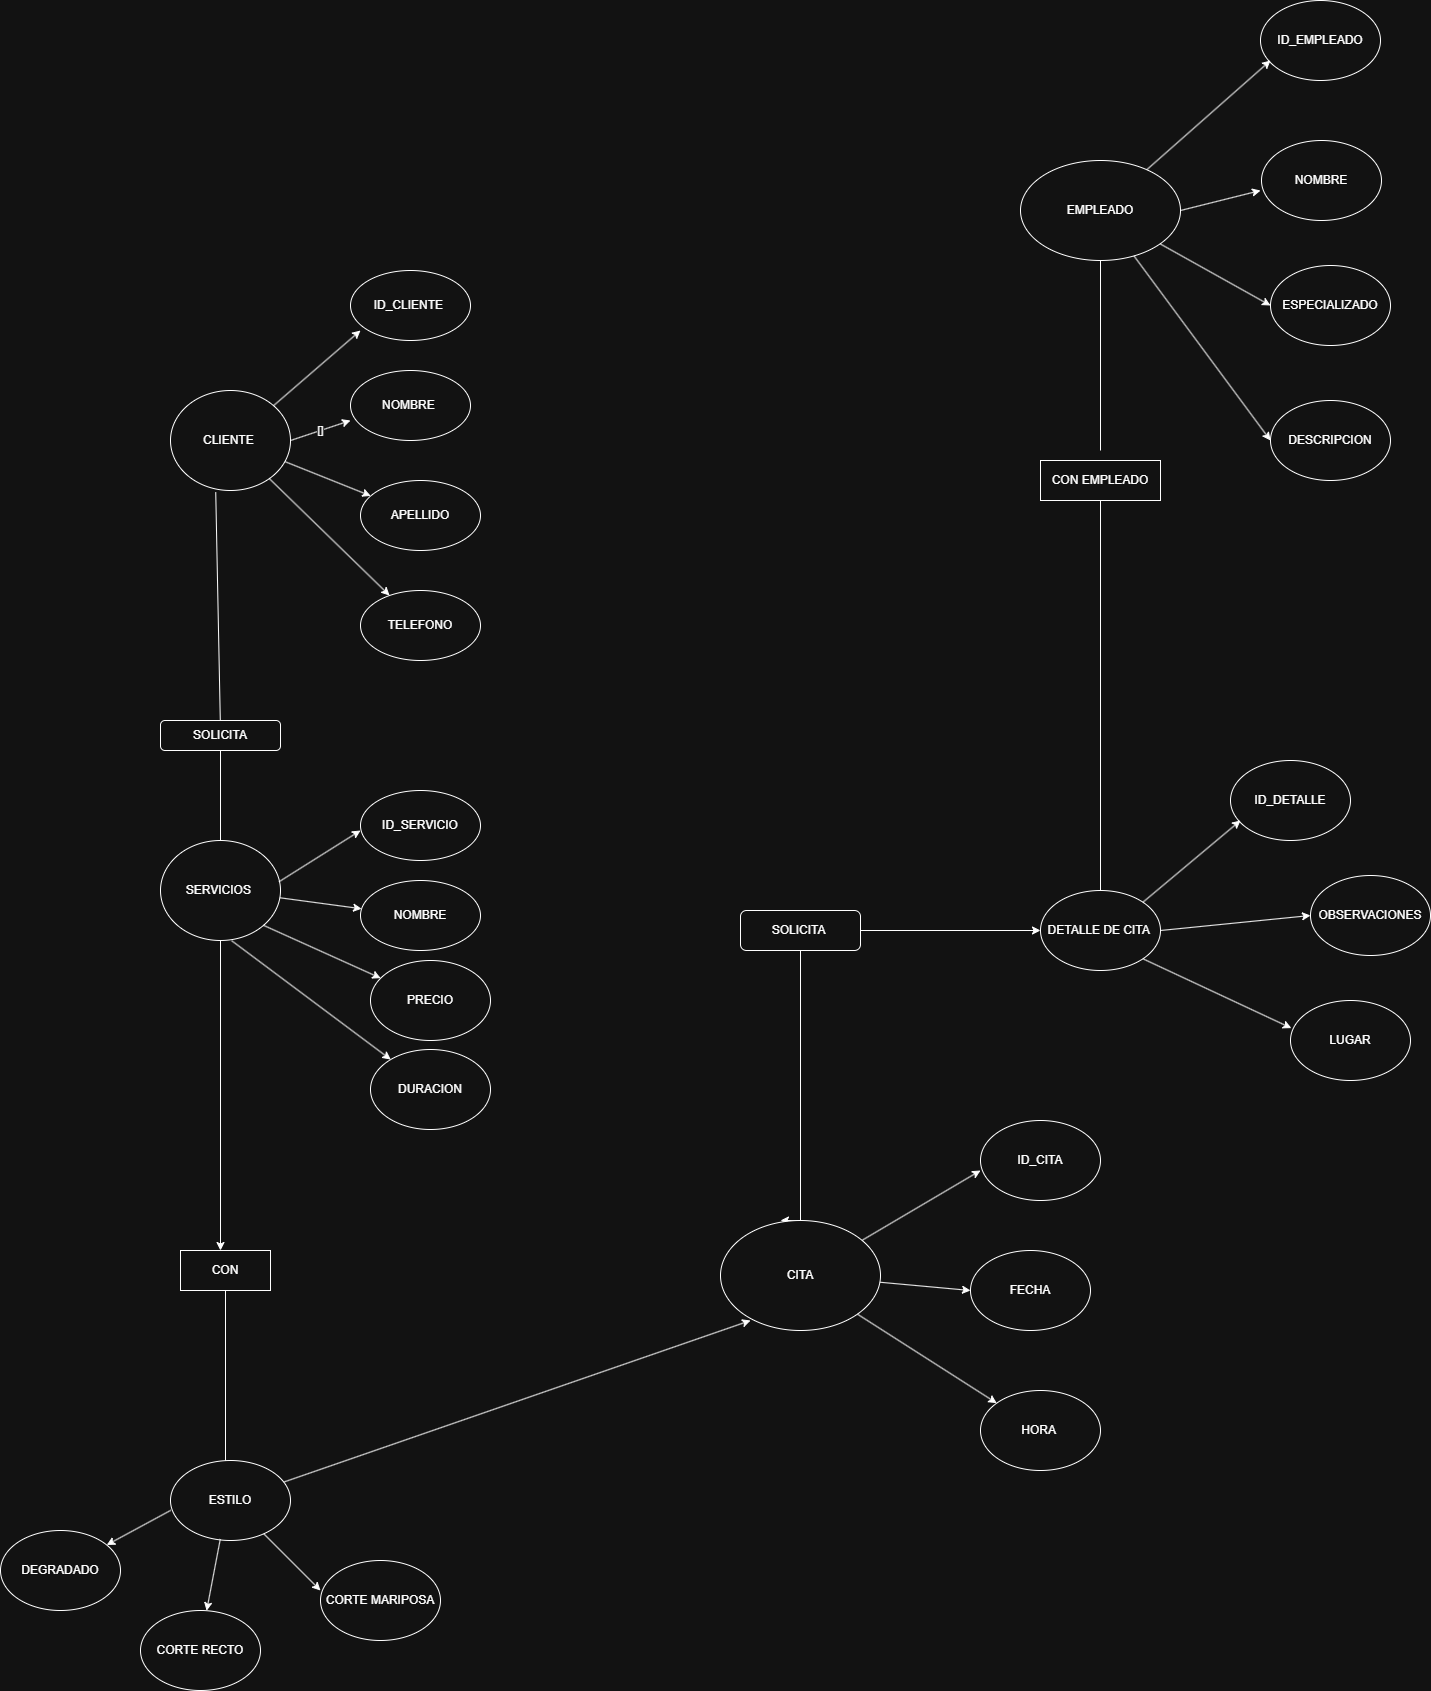 ID_EMPLEADO
NOMBRE
EMPLEADO
ESPECIALIZADO
DESCRIPCION
CON EMPLEADO
ID_CLIENTE
NOMBRE
[]
CLIENTE
APELLIDO
TELEFONO
SOLICITA
ID_SERVICIO
SERVICIOS
NOMBRE
PRECIO
DURACION
ID_DETALLE
OBSERVACIONES
SOLICITA
DETALLE DE CITA
LUGAR
ID_CITA
CON
CITA
FECHA
HORA
ESTILO
DEGRADADO
CORTE MARIPOSA
CORTE RECTO